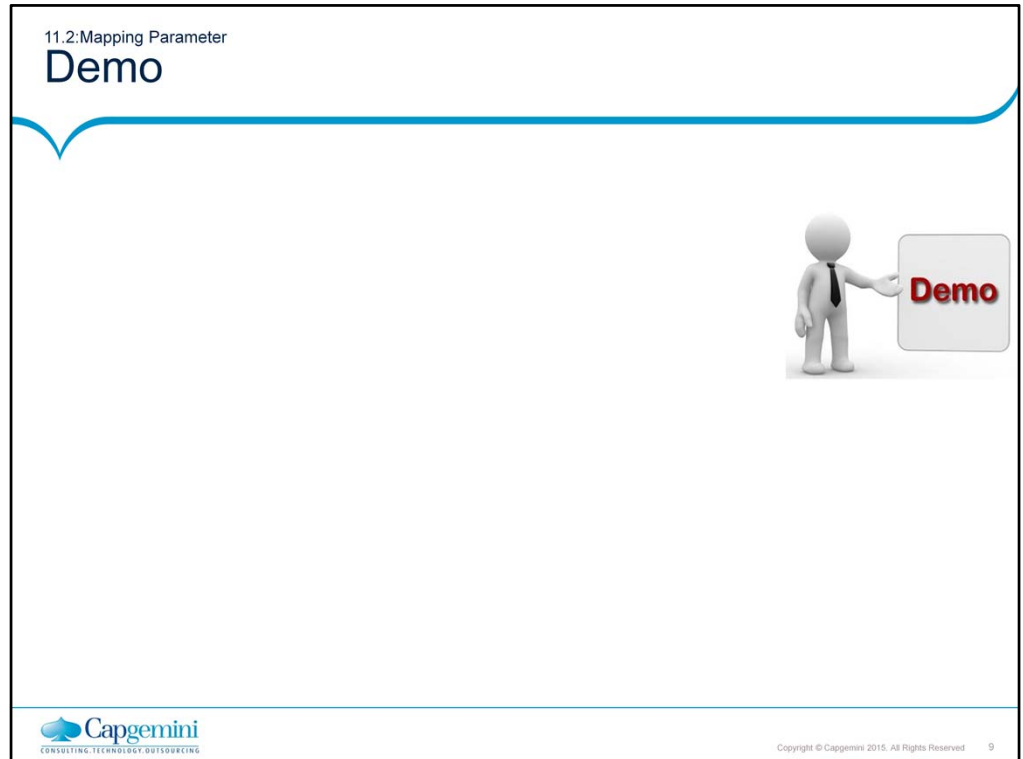 11.2:Mapping Parameter
Demo
Demo
Capgemini
CONSULTING.TECHNOLOGY.OUTSOURCING
Copyright © Capgemini 2015. All Rights Reserved 9